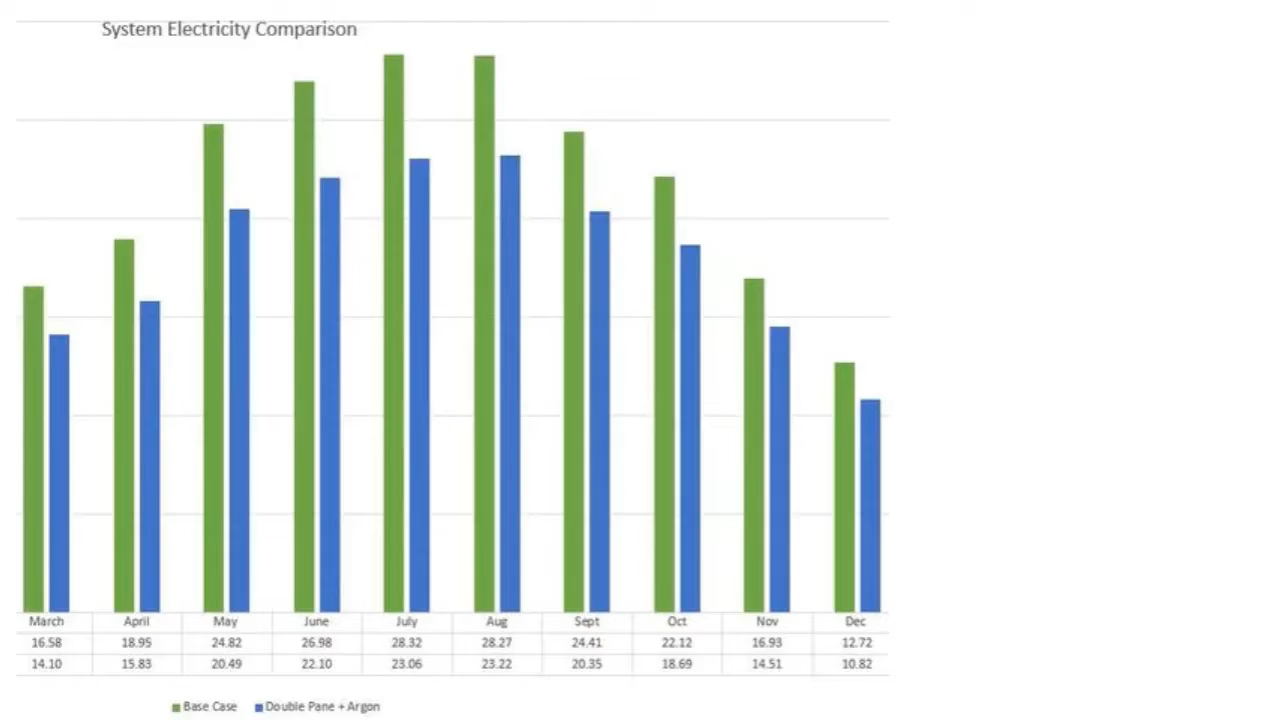 System Electricity Comparison
March April May June July Aug Sept Oct Nov Dec
16.58 18.95 24.82 26.98 28.32 28.27 24.41 22.12 16.93 12.72
14.10 15.83 20.49 22.10 23.06 23.22 20.35 18.69 14.51 10.82
Base Case Double Pane + Argon